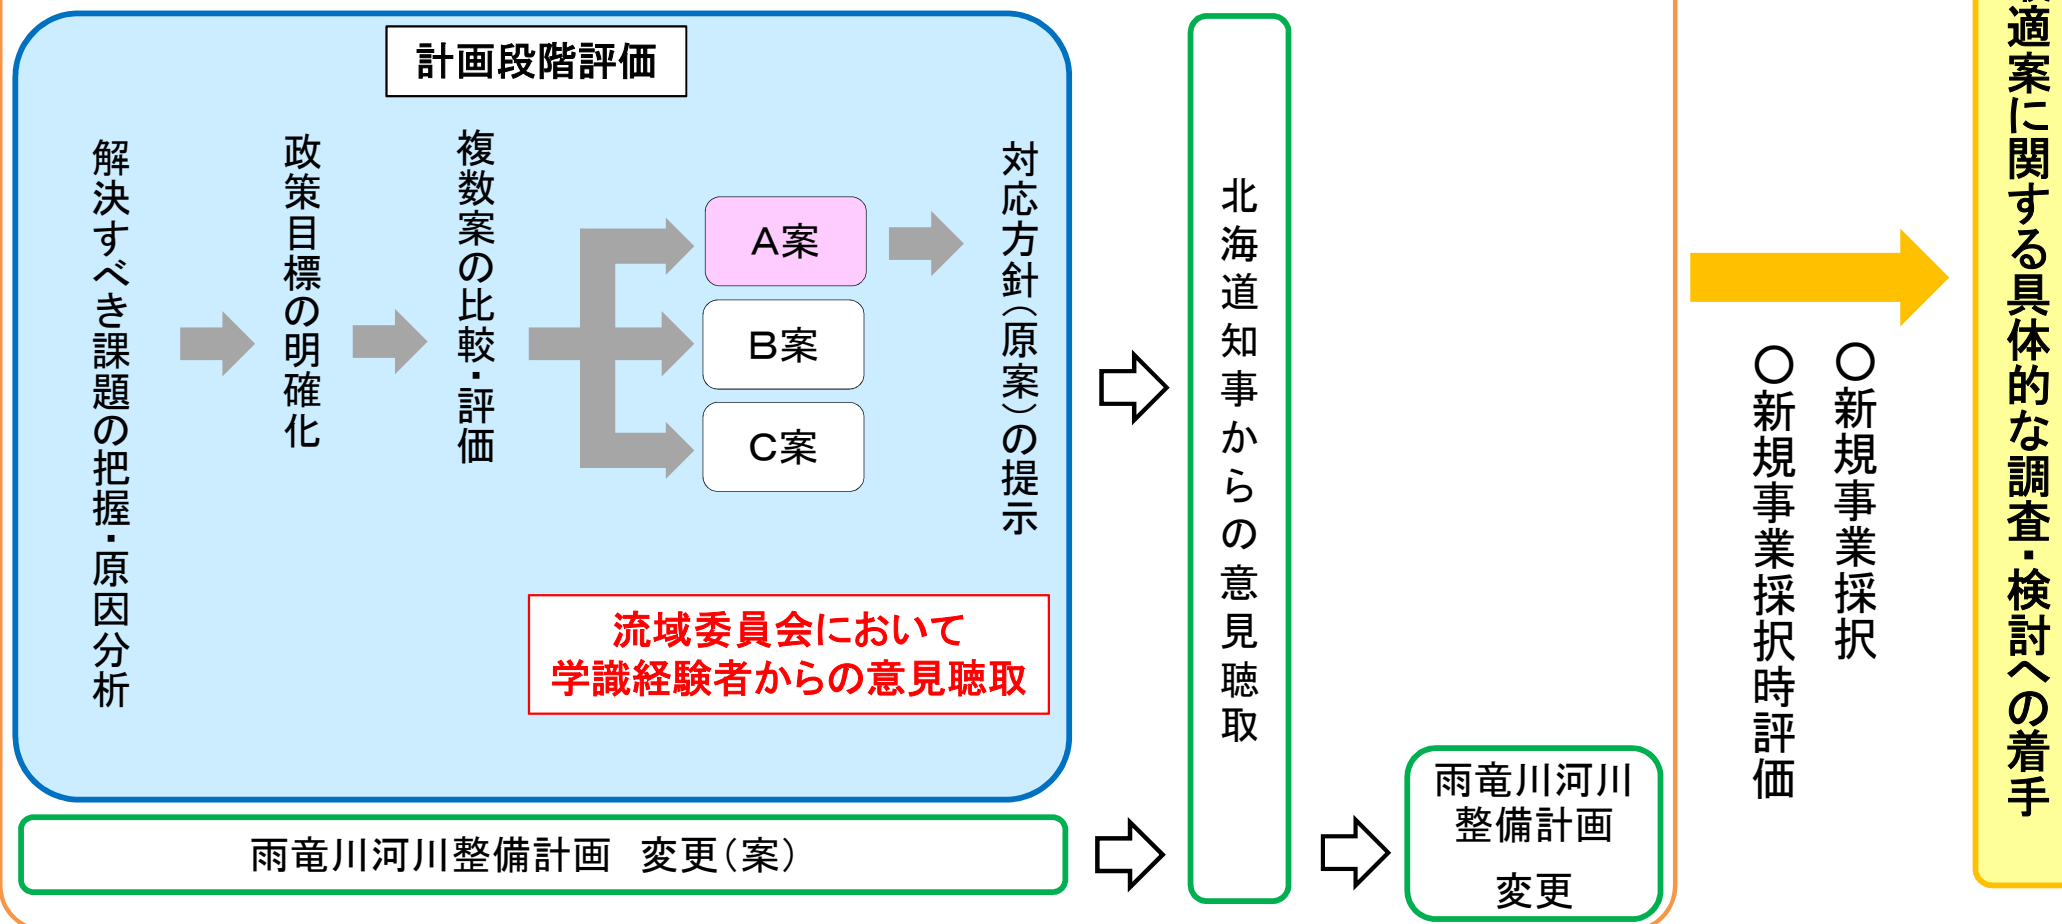 計画段階評価
解決すべき課題の把握・原因分析
政策目標の明確化
複数案の比較・評価
A案
B案
C案
対応方針(原案)の提示
流域委員会において
学識経験者からの意見聴取
雨竜川河川整備計画　変更(案)
北海道知事からの意見聴取
雨竜川河川
整備計画
変更
○新規事業採択
○新規事業採択時評価
適案に関する具体的な調査・検討への着手